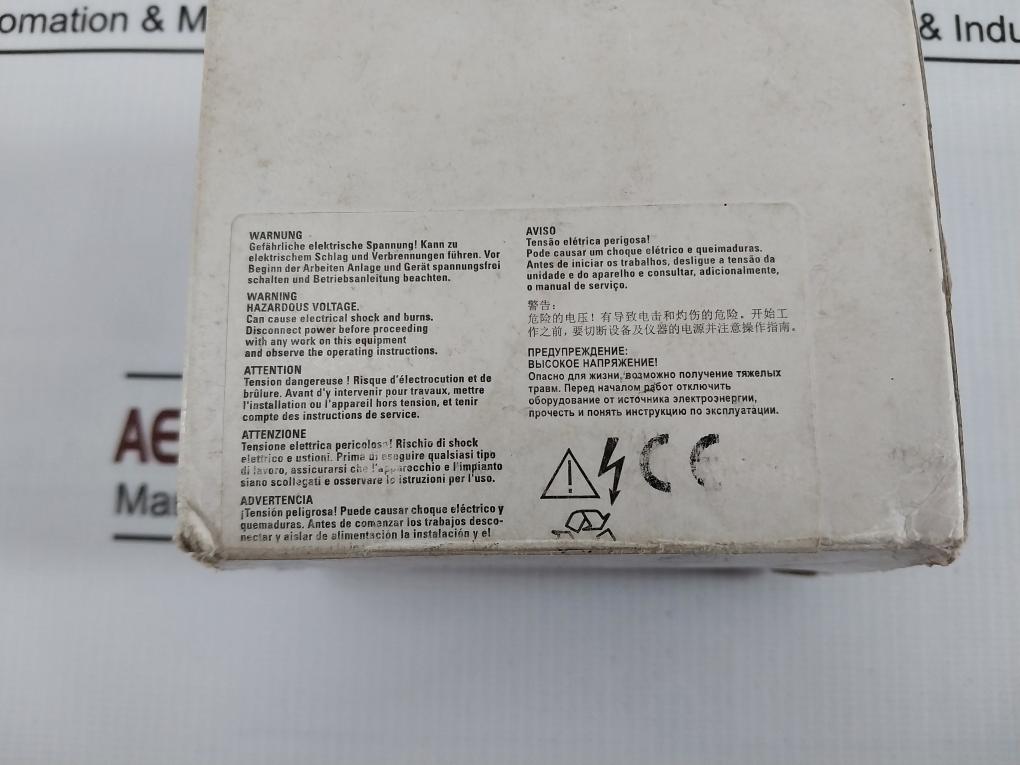 omation & M
& Indu
WARNUNG
Gefährliche elektrische Spannung! Kann zu
elektrischem Schlag und Verbrennungen führen. Vor
Beginn der Arbeiten Anlage und Gerät spannungsfrei
schalten und Betriebsanleitung beachten.
WARNING
HAZARDOUS VOLTAGE.
Can cause electrical shock and burns.
Disconnect power before proceeding
with any work on this equipment
and observe the operating instructions.
ATTENTION
Tension dangereuse ! Risque d'électrocution et de
brûlure. Avant d'y intervenir pour travaux, mettre
l'installation ou l'appareil hors tension, et tenir
compte des instructions de service.
ATTENZIONE
Tensione elettrica pericolosa! Rischio di shock
elettrico e ustioni. Prima di eseguire qualsiasi tipo
di lavoro, assicurarsi che l'apparecchio e l'impianto
siano scollegati e osservare le istruzioni per l'uso.
ADVERTENCIA
¡Tensión peligrosa! Puede causar choque eléctrico y
quemaduras. Antes de comenzar los trabajos desco-
nectar y aislar de alimentación la instalación y el
AVISO
Tensão elétrica perigosa!
Pode causar um choque elétrico e queimaduras.
Antes de iniciar os trabalhos, desligue a tensão da
unidade e do aparelho e consultar, adicionalmente,
o manual de serviço.
警告:
危险的电压! 有导致电击和灼伤的危险。开始工
作之前, 要切断设备及仪器的电源并注意操作指南。
ПРЕДУПРЕЖДЕНИЕ:
ВЫСОКОЕ НАПРЯЖЕНИЕ!
Опасно для жизни, возможно получение тяжелых
травм. Перед началом работ отключить
оборудование от источника электроэнергии,
прочесть и понять инструкцию по эксплуатации.
CE
AE
Ma